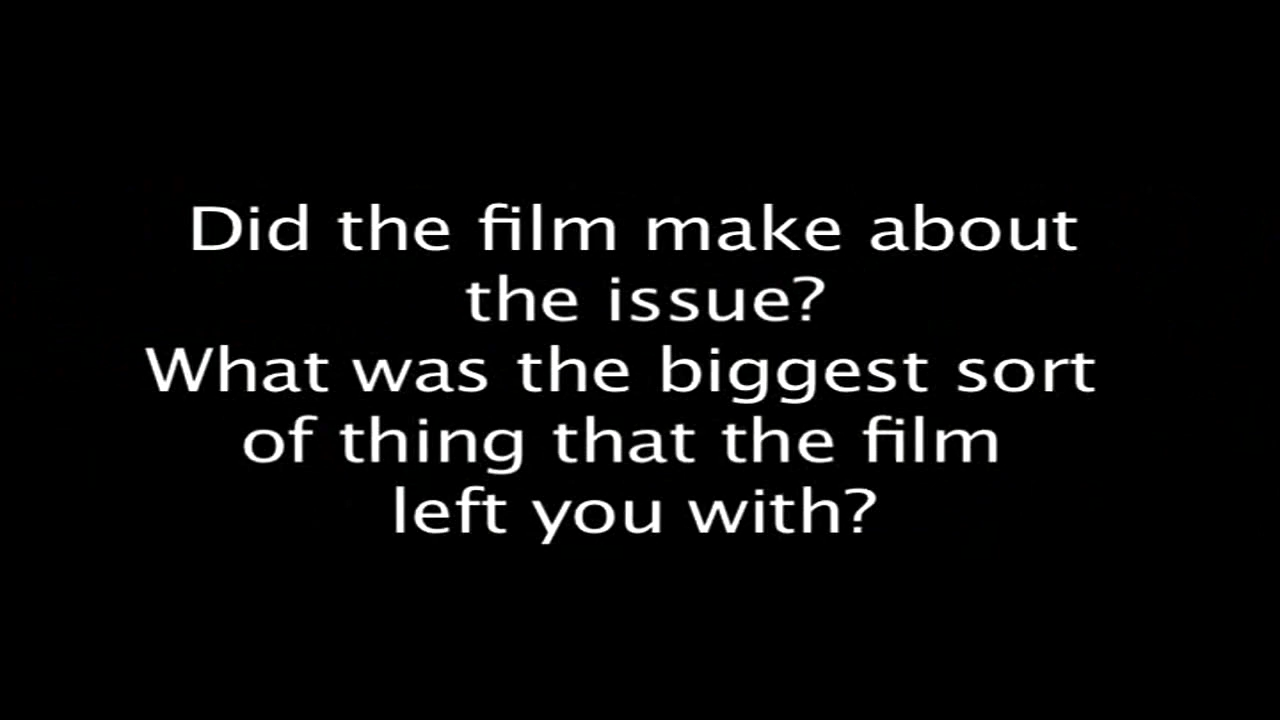 Did the film make about
the issue?
What was the biggest sort
of thing that the film
left you with?